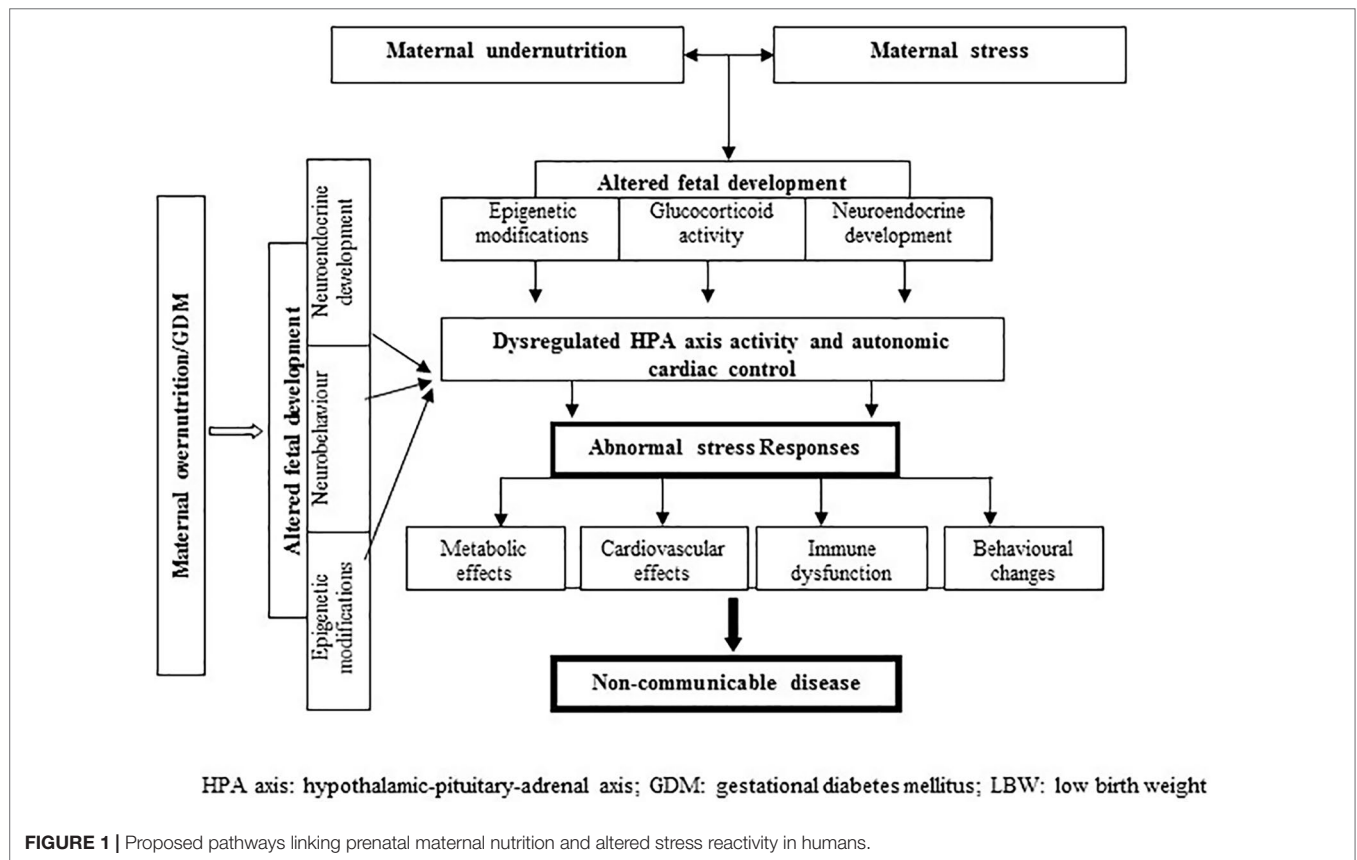 Maternal undernutrition
Maternal stress
Altered fetal development
Epigenetic
modifications
Glucocorticoid
activity
Neuroendocrine
development
Maternal overnutrition/GDM
Altered fetal development
Neuroendocrine
development
Neurobehaviour
Epigenetic
modifications
Dysregulated HPA axis activity and autonomic
cardiac control
Abnormal stress Responses
Metabolic
effects
Cardiovascular
effects
Immune
dysfunction
Behavioural
changes
Non-communicable disease
HPA axis: hypothalamic-pituitary-adrenal axis; GDM: gestational diabetes mellitus; LBW: low birth weight
FIGURE 1 | Proposed pathways linking prenatal maternal nutrition and altered stress reactivity in humans.